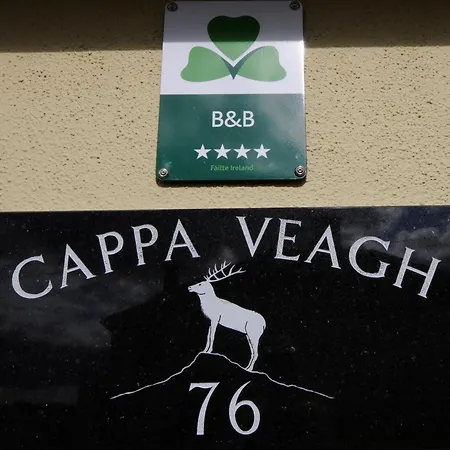 B&B
★★★★
Fáilte Ireland
CAPPA VEAGH
76